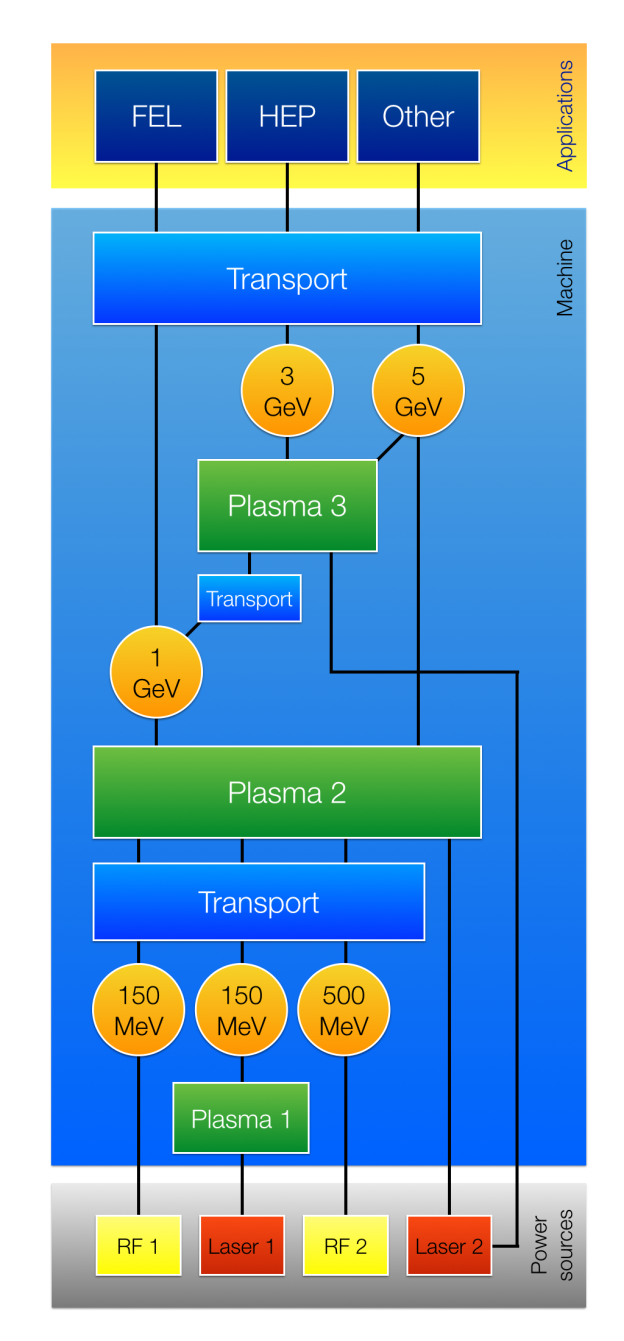 Applications
FEL
HEP
Other
Machine
Transport
3
GeV
5
GeV
Plasma 3
Transport
1
GeV
Plasma 2
Transport
150
MeV
150
MeV
500
MeV
Plasma 1
RF 1
Laser 1
RF 2
Laser 2
Power
sources